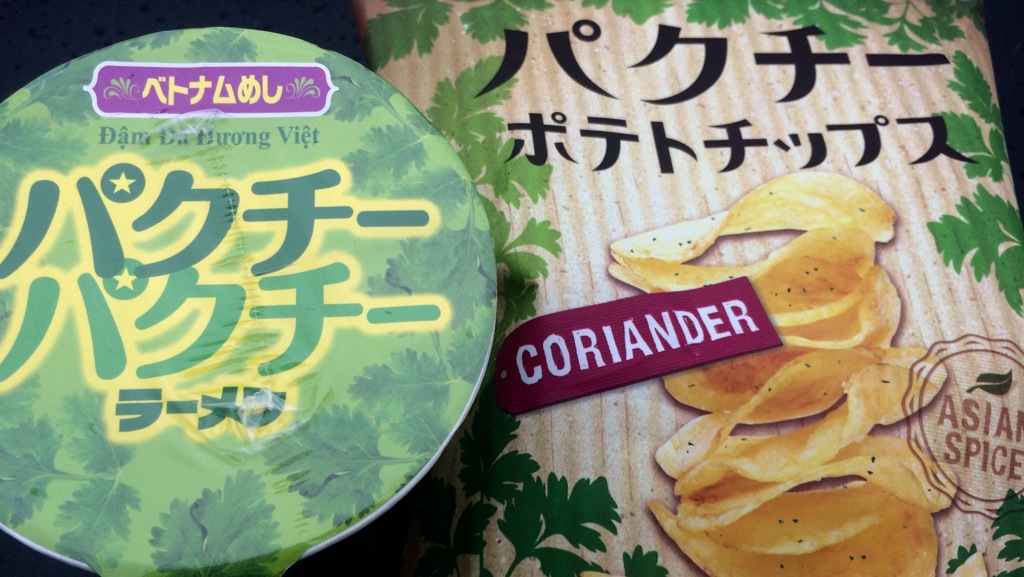 ベトナムめし
Đậm Đà Hương Việt
パクチー
パクチー
ラーメン
パクチー
ポテトチップス
CORIANDER
ASIAN
SPICE